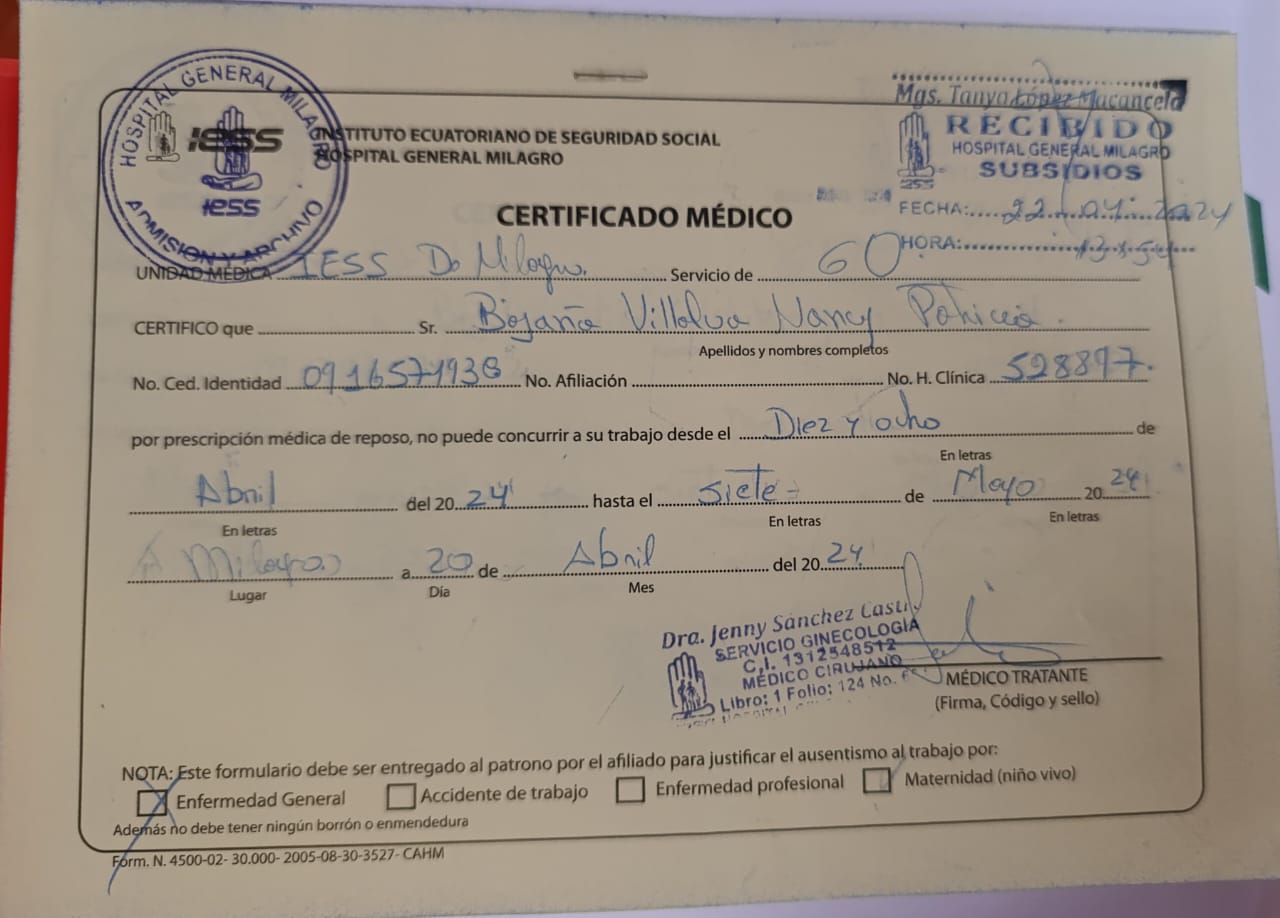 HOSPITAL GENERAL MILAGRO
IESS
IESS
ADMISION Y ARCHIVO
INSTITUTO ECUATORIANO DE SEGURIDAD SOCIAL
HOSPITAL GENERAL MILAGRO
Mgs. Tanya López Macancela
RECIBIDO
HOSPITAL GENERAL MILAGRO
SUBSIDIOS
IESS
FECHA: 22.04.2024
HORA:
CERTIFICADO MÉDICO
UNIDAD MÉDICA IESS De Milagro. Servicio de GO
CERTIFICO que Sr. Bojaña Villalva Nancy Patricia.
Apellidos y nombres completos
No. Ced. Identidad 0916571938 No. Afiliación No. H. Clínica 528897.
por prescripción médica de reposo, no puede concurrir a su trabajo desde el Diez y ocho de
En letras
Abril del 2024 hasta el Siete - de Mayo 2024
En letras En letras En letras
Milagro a 20 de Abril del 2024
Lugar Día Mes
Dra. Jenny Sánchez
SERVICIO GINECOLOGÍA
C.I. 1312548512
MÉDICO CIRUJANO
Libro: 1 Folio: 124 No.
MÉDICO TRATANTE
(Firma, Código y sello)
NOTA: Este formulario debe ser entregado al patrono por el afiliado para justificar el ausentismo al trabajo por:
Enfermedad General Accidente de trabajo Enfermedad profesional Maternidad (niño vivo)
Además no debe tener ningún borrón o enmendedura
Form. N. 4500-02- 30.000- 2005-08-30-3527- CAHM